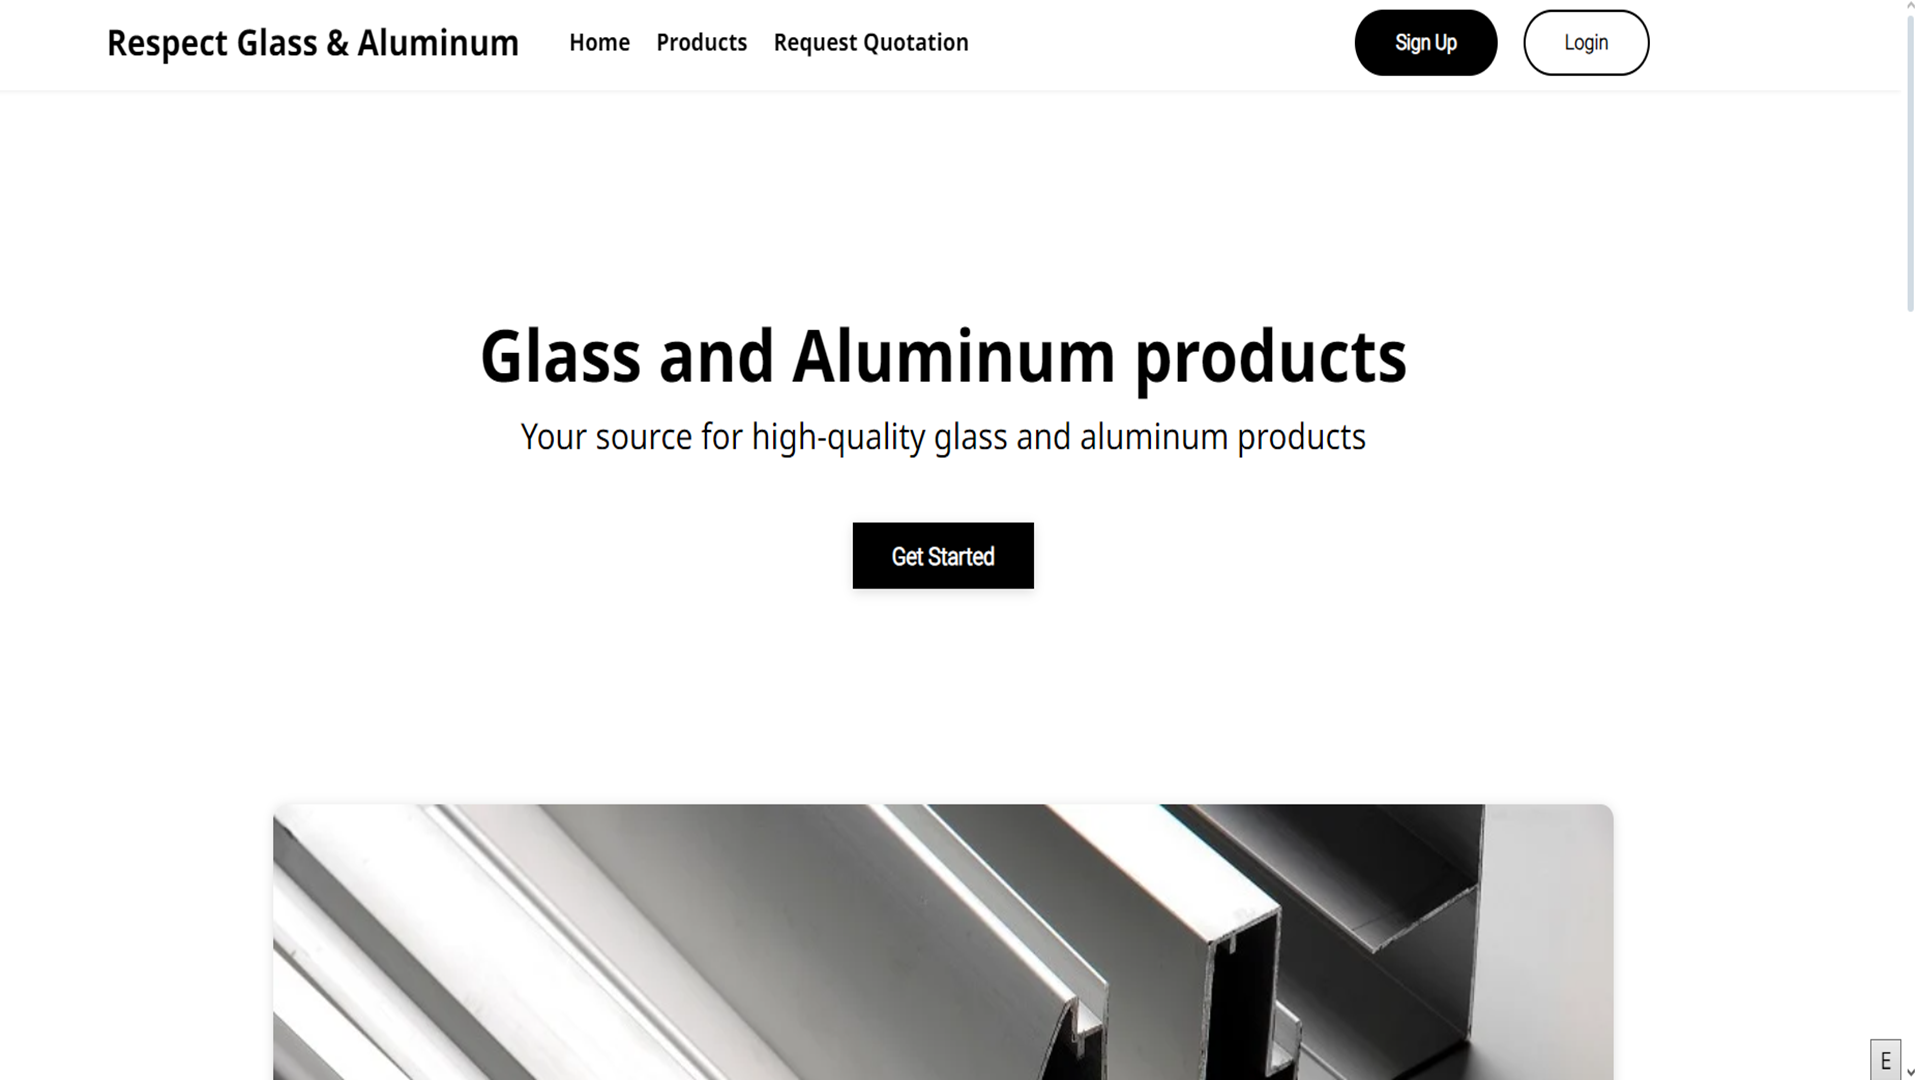 Respect Glass & Aluminum Home Products Request Quotation Sign Up Login
Glass and Aluminum products
Your source for high-quality glass and aluminum products
Get Started
E